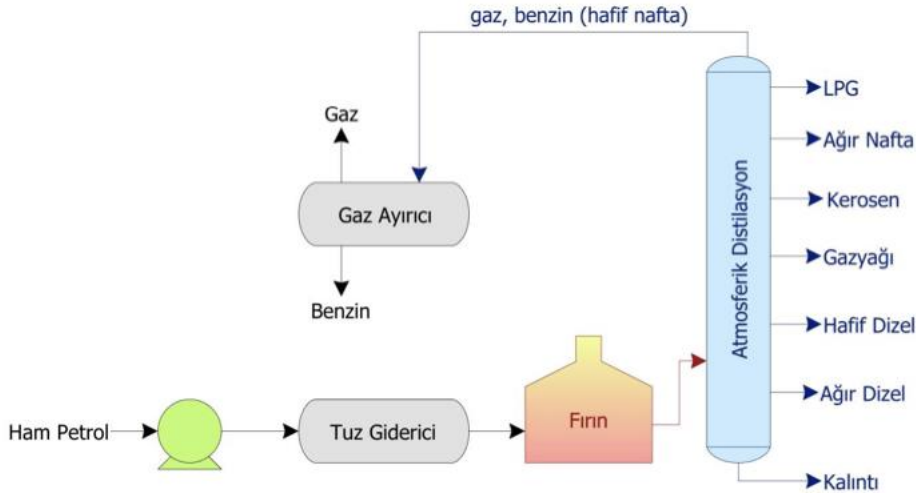 gaz, benzin (hafif nafta)
LPG
Gaz
Ağır Nafta
Kerosen
Gaz Ayırıcı
Atmosferik Distilasyon
Gazyağı
Benzin
Hafif Dizel
Ağır Dizel
Ham Petrol
Tuz Giderici
Fırın
Kalıntı